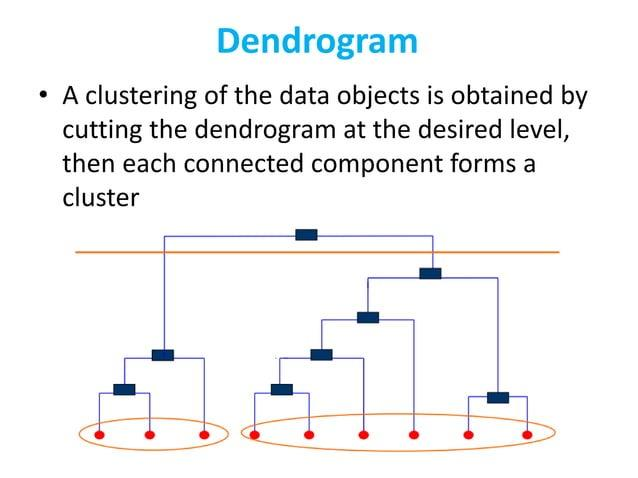 Dendrogram
• A clustering of the data objects is obtained by
cutting the dendrogram at the desired level,
then each connected component forms a
cluster